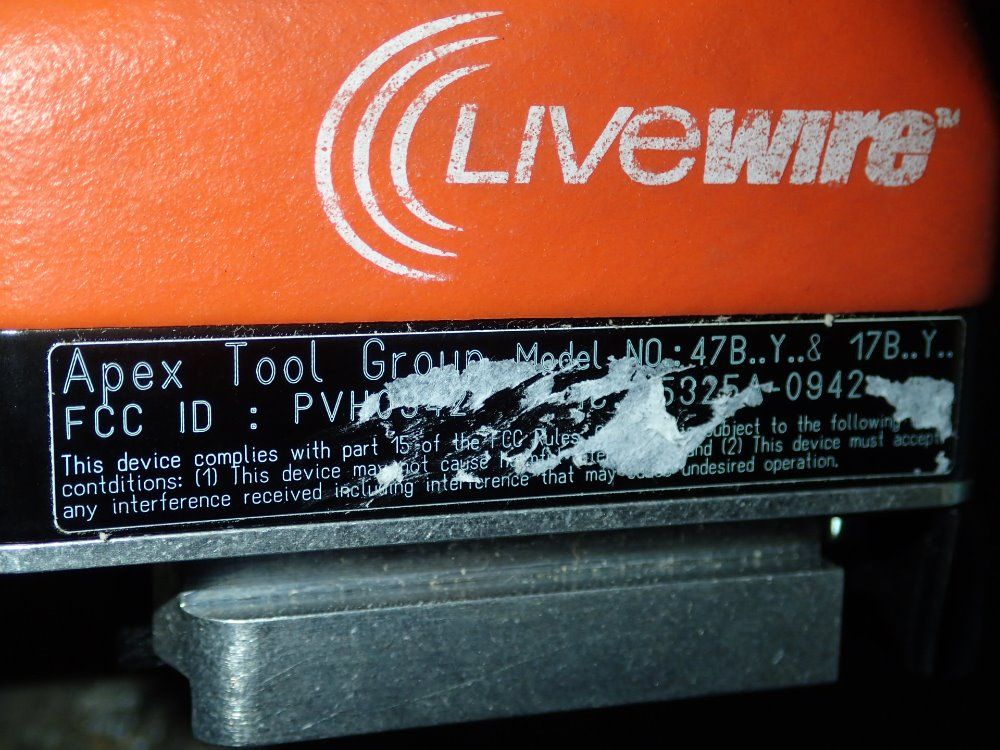 LIVewire™
Apex Tool Group Model NO.:47B..Y..& 17B..Y..
FCC ID : PVH0942 5325A-0942
This device complies with part 15 of the FCC Rules subject to the following
contditions: (1) This device may not cause and (2) This device must accept
any interference received including interference that may cause undesired operation.